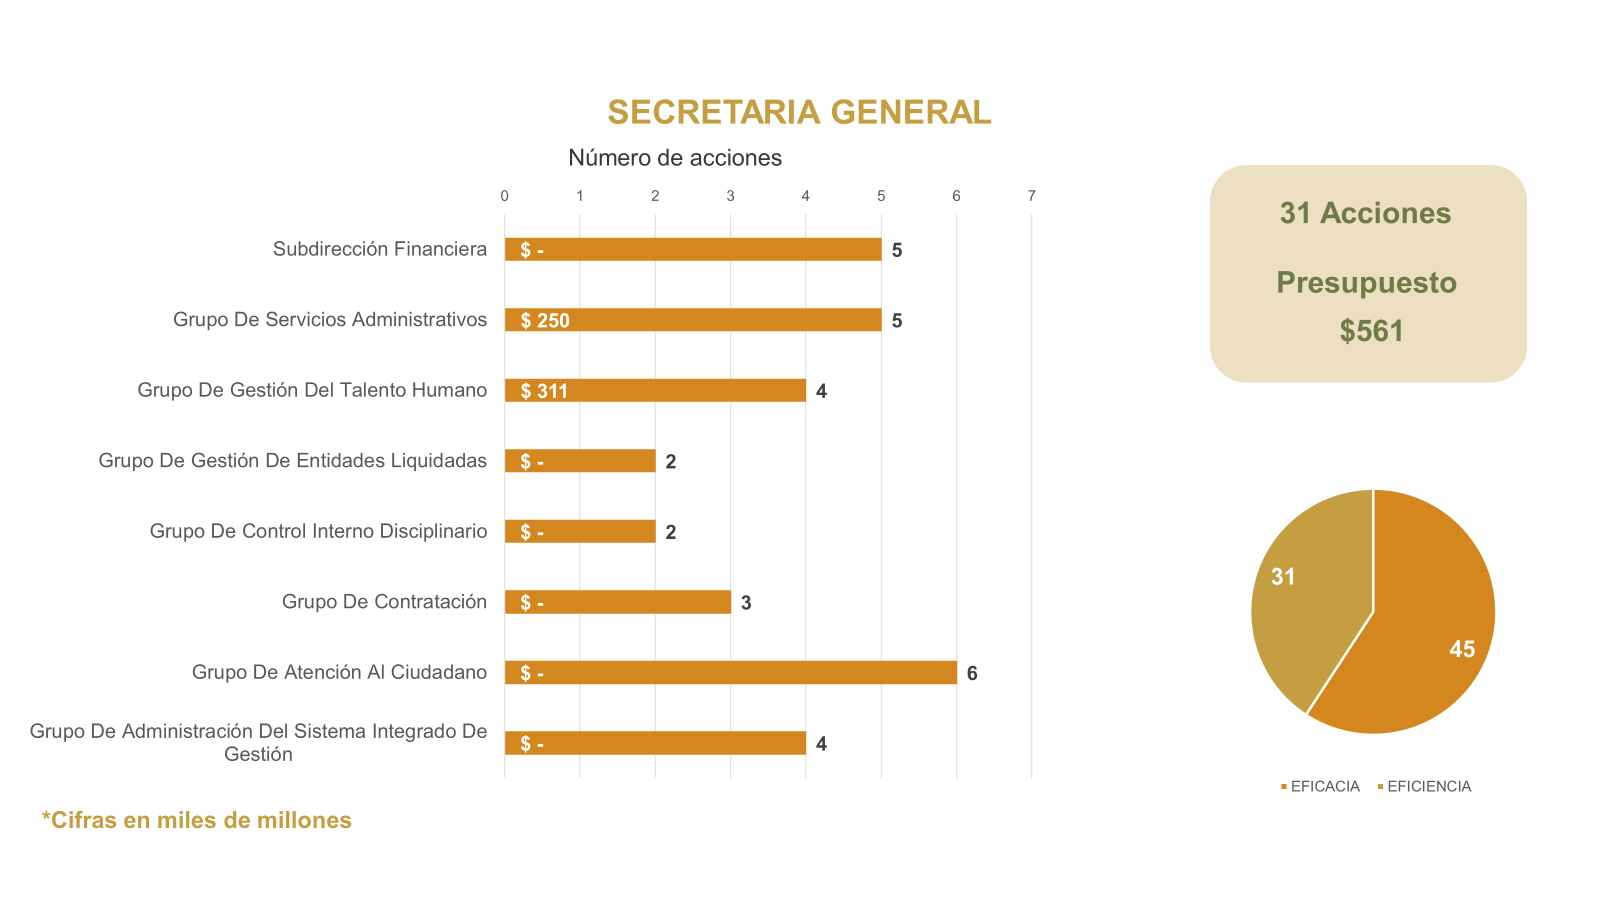 SECRETARIA GENERAL
Número de acciones
0 1 2 3 4 5 6 7
Subdirección Financiera $ - 5
Grupo De Servicios Administrativos $ 250 5
Grupo De Gestión Del Talento Humano $ 311 4
Grupo De Gestión De Entidades Liquidadas $ - 2
Grupo De Control Interno Disciplinario $ - 2
Grupo De Contratación $ - 3
Grupo De Atención Al Ciudadano $ - 6
Grupo De Administración Del Sistema Integrado De
Gestión $ - 4
*Cifras en miles de millones
31 Acciones
Presupuesto
$561
31
45
EFICACIA EFICIENCIA